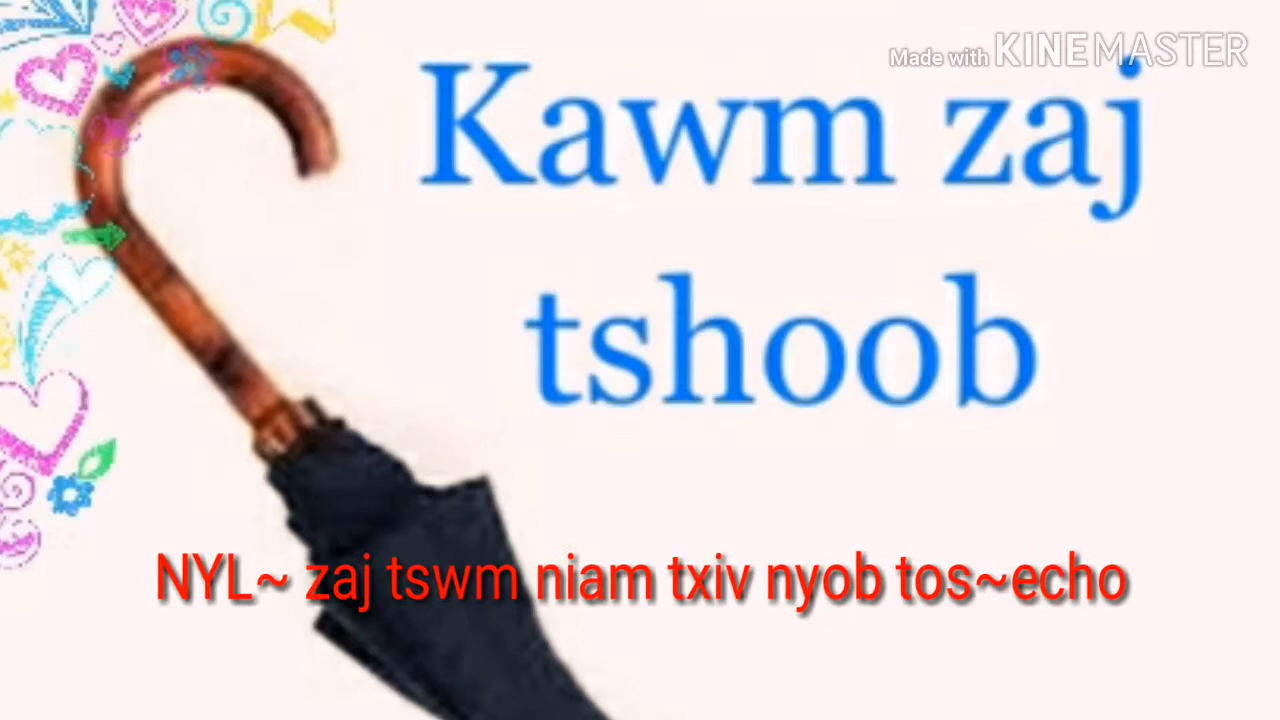 Made with KINEMASTER
Kawm zaj
tshoob
NYL~ zaj tswm niam txiv nyob tos~echo